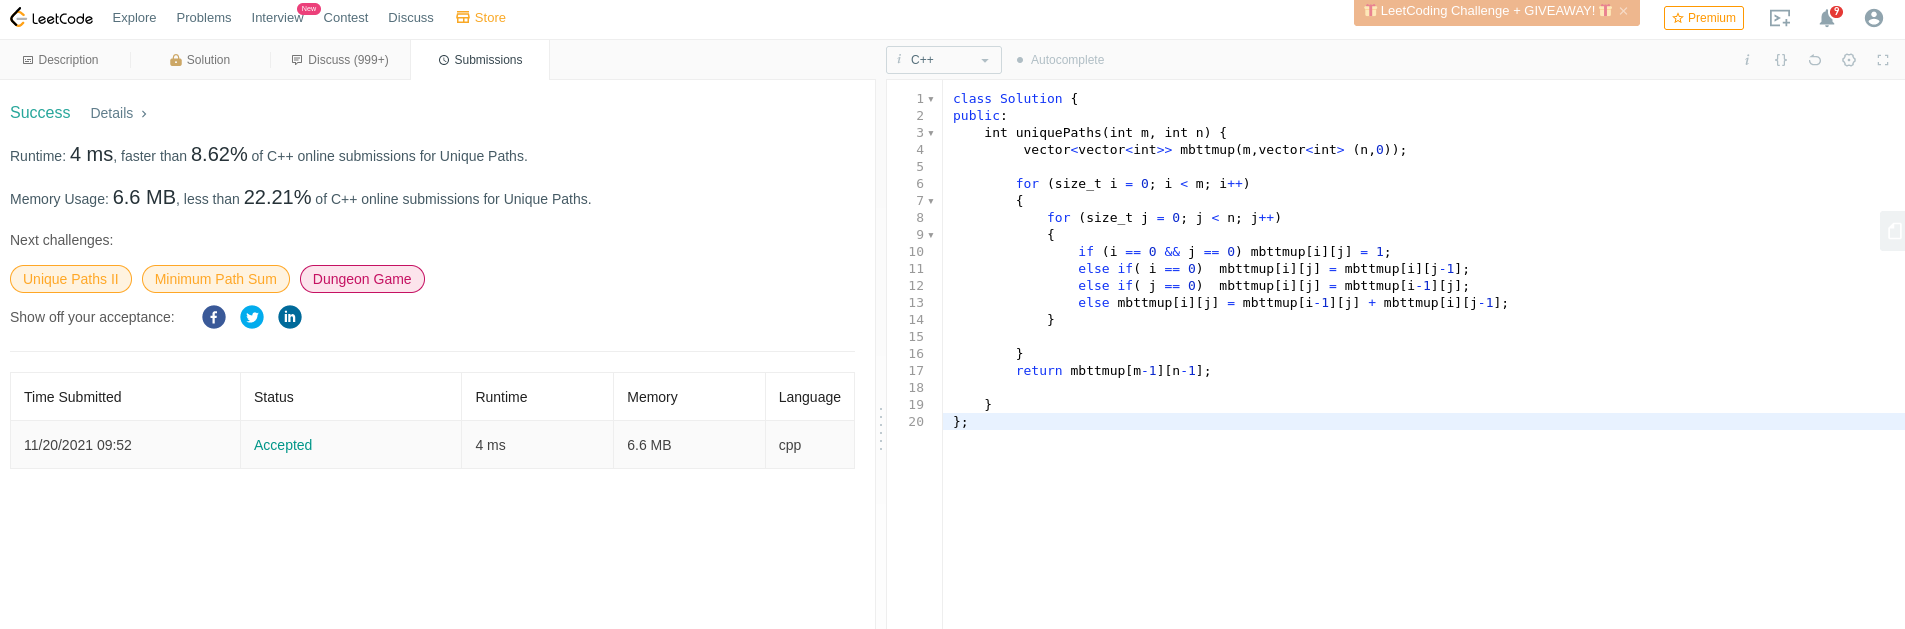 LeetCode Explore Problems Interview New Contest Discuss Store LeetCoding Challenge + GIVEAWAY! × Premium 9
Description Solution Discuss (999+) Submissions
i C++ Autocomplete i {}
Success Details >
Runtime: 4 ms, faster than 8.62% of C++ online submissions for Unique Paths.
Memory Usage: 6.6 MB, less than 22.21% of C++ online submissions for Unique Paths.
Next challenges:
Unique Paths II Minimum Path Sum Dungeon Game
Show off your acceptance: f in
Time Submitted Status Runtime Memory Language
11/20/2021 09:52 Accepted 4 ms 6.6 MB cpp
1 class Solution {
2 public:
3     int uniquePaths(int m, int n) {
4          vector<vector<int>> mbttmup(m,vector<int> (n,0));
5
6         for (size_t i = 0; i < m; i++)
7         {
8             for (size_t j = 0; j < n; j++)
9             {
10                 if (i == 0 && j == 0) mbttmup[i][j] = 1;
11                 else if( i == 0)  mbttmup[i][j] = mbttmup[i][j-1];
12                 else if( j == 0)  mbttmup[i][j] = mbttmup[i-1][j];
13                 else mbttmup[i][j] = mbttmup[i-1][j] + mbttmup[i][j-1];
14             }
15
16         }
17         return mbttmup[m-1][n-1];
18
19     }
20 };